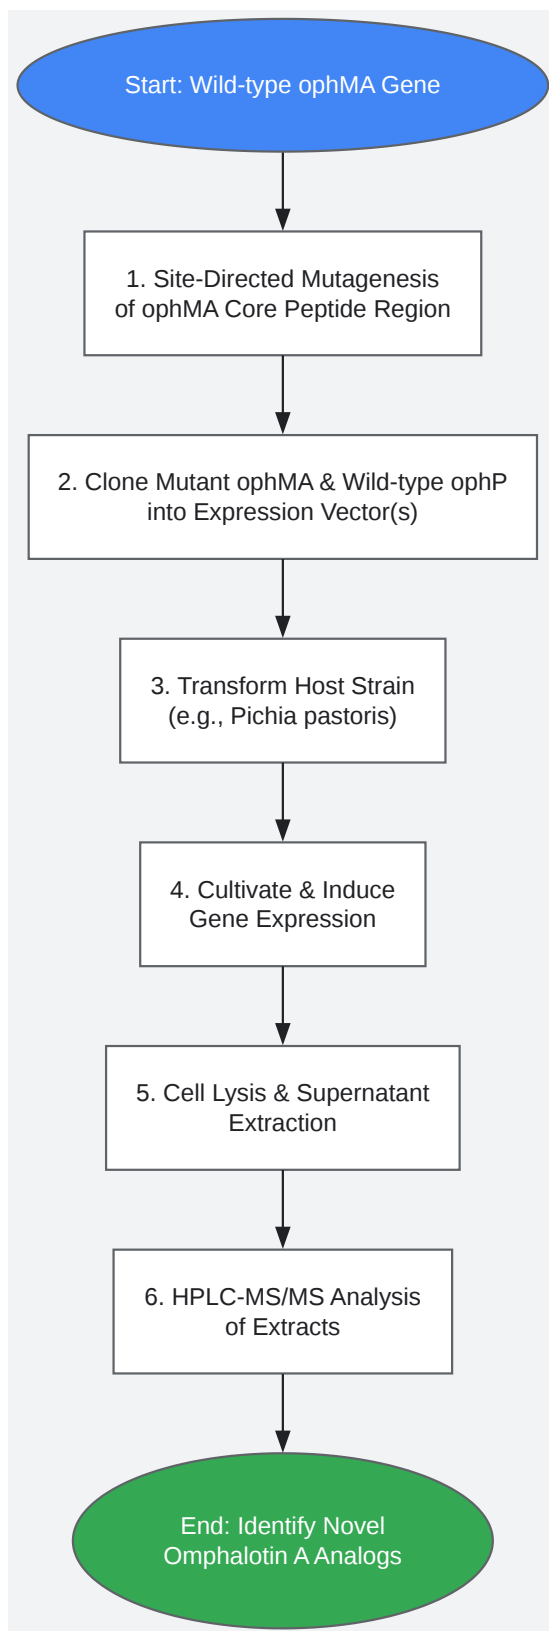 Start: Wild-type ophMA Gene
1. Site-Directed Mutagenesis
of ophMA Core Peptide Region
2. Clone Mutant ophMA & Wild-type ophP
into Expression Vector(s)
3. Transform Host Strain
(e.g., Pichia pastoris)
4. Cultivate & Induce
Gene Expression
5. Cell Lysis & Supernatant
Extraction
6. HPLC-MS/MS Analysis
of Extracts
End: Identify Novel
Omphalotin A Analogs